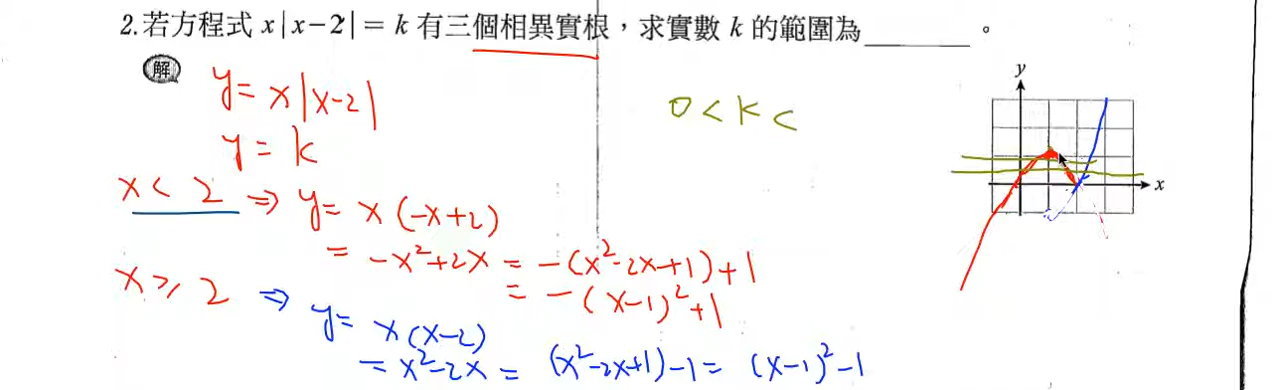 2.若方程式 x|x−2|=k 有三個相異實根，求實數 k 的範圍為______。
解
y= x|x-2|
y = k
0 < k <
x < 2 ⇒ y= x(-x+2)
= -x²+2x = -(x²-2x+1)+1
= -(x-1)²+1
x ≥ 2 ⇒ y= x(x-2)
= x²-2x = (x²-2x+1)-1= (x-1)²-1
y
x